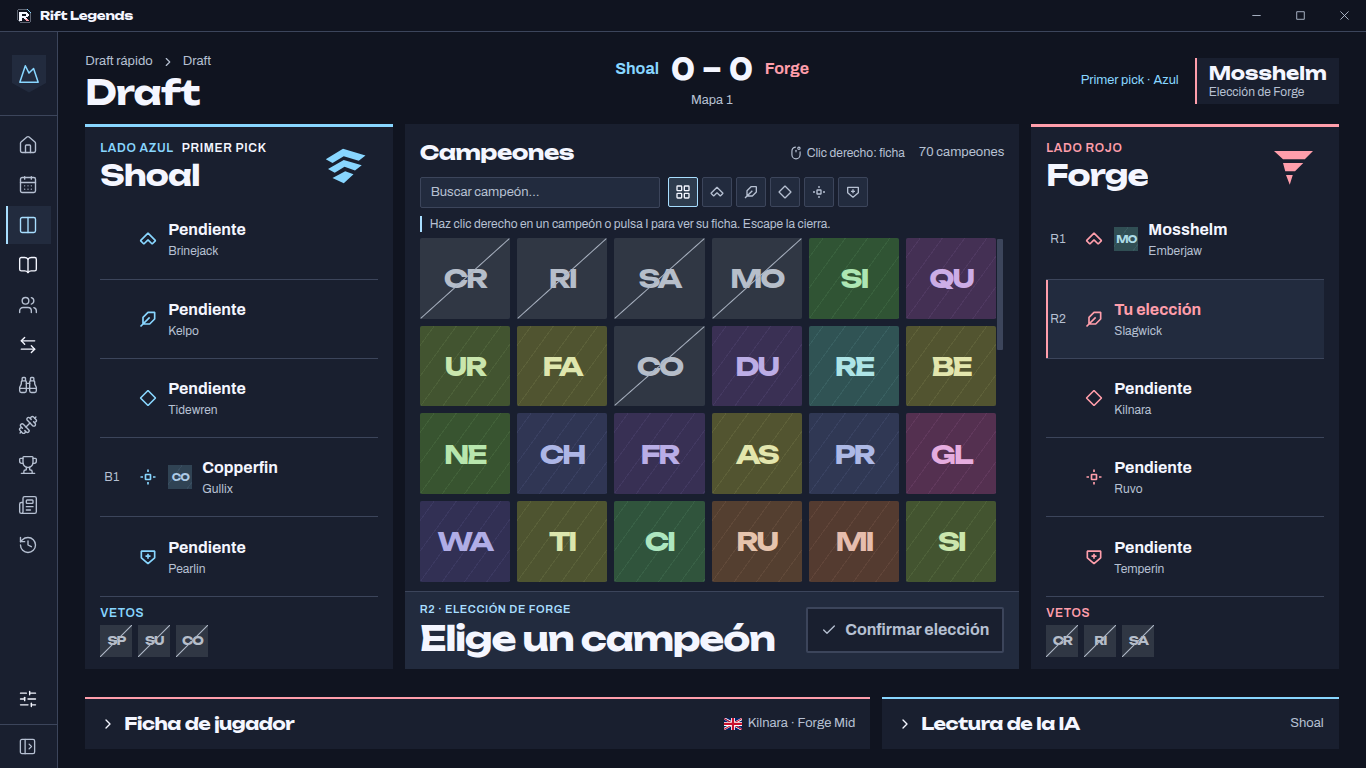 Rift Legends
Draft rápido > Draft
Draft
Shoal 0 – 0 Forge
Mapa 1
Primer pick · Azul
Mosshelm
Elección de Forge
LADO AZUL PRIMER PICK
Shoal
Pendiente
Brinejack
Pendiente
Kelpo
Pendiente
Tidewren
B1 CO Copperfin
Gullix
Pendiente
Pearlin
VETOS
SP SU CO
Campeones
Clic derecho: ficha 70 campeones
Buscar campeón...
Haz clic derecho en un campeón o pulsa I para ver su ficha. Escape la cierra.
CR RI SA MO SI QU
UR FA CO DU RE BE
NE CH FR AS PR GL
WA TI CI RU MI SI
R2 · ELECCIÓN DE FORGE
Elige un campeón
Confirmar elección
LADO ROJO
Forge
R1 MO Mosshelm
Emberjaw
R2 Tu elección
Slagwick
Pendiente
Kilnara
Pendiente
Ruvo
Pendiente
Temperin
VETOS
CR RI SA
Ficha de jugador
Kilnara · Forge Mid
Lectura de la IA
Shoal